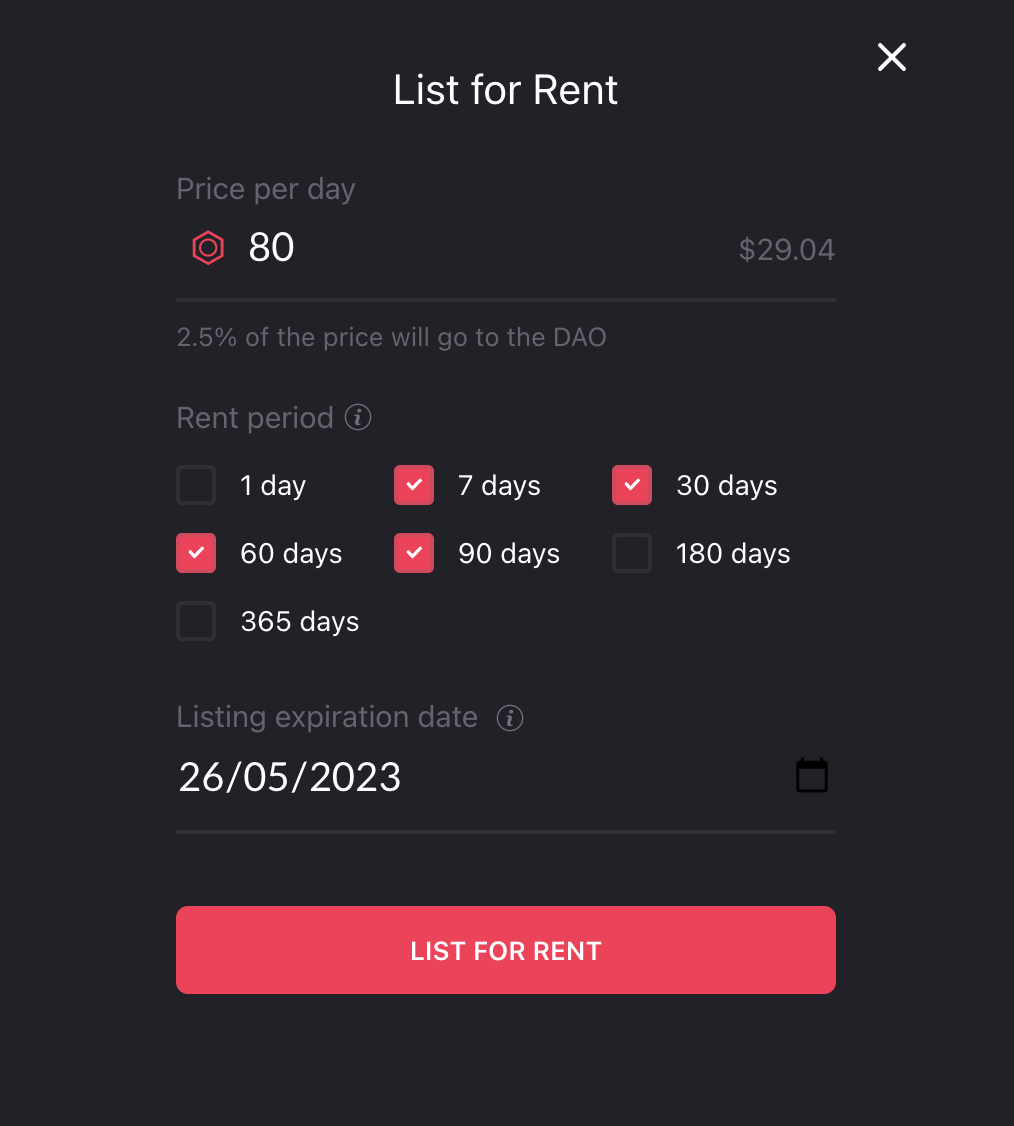 List for Rent
Price per day
80 $29.04
2.5% of the price will go to the DAO
Rent period
1 day 7 days 30 days
60 days 90 days 180 days
365 days
Listing expiration date
26/05/2023
LIST FOR RENT